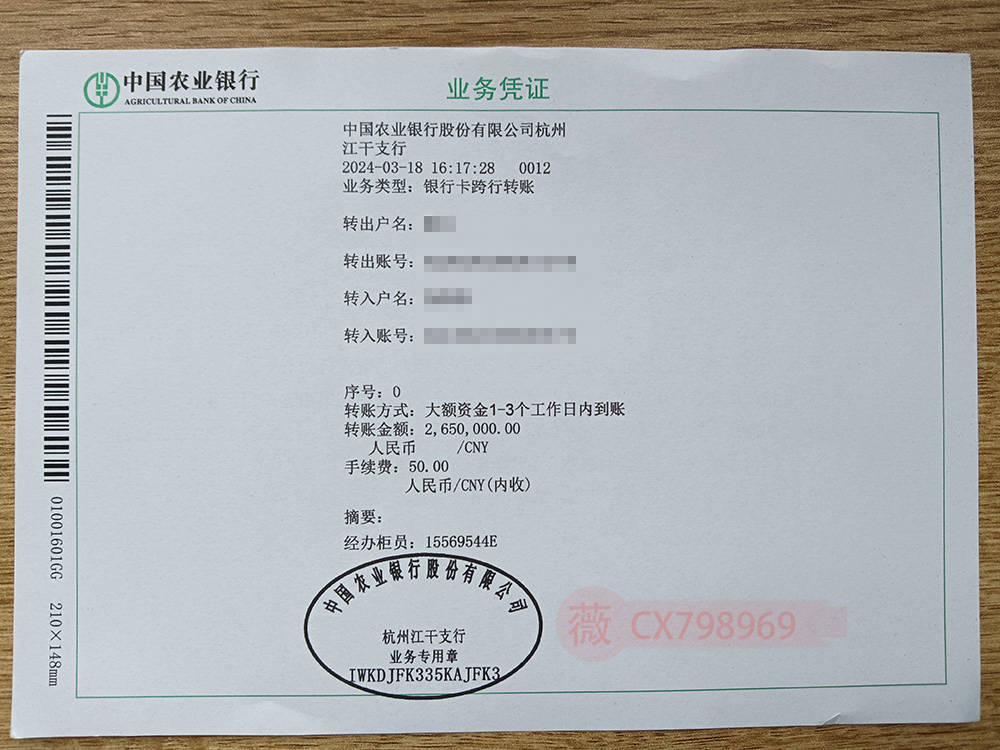 中国农业银行
AGRICULTURAL BANK OF CHINA
业务凭证
中国农业银行股份有限公司杭州
江干支行
2024-03-18 16:17:28 0012
业务类型：银行卡跨行转账
转出户名：
转出账号：
转入户名：
转入账号：
序号：0
转账方式：大额资金1-3个工作日内到账
转账金额：2,650,000.00
人民币 /CNY
手续费：50.00
人民币/CNY(内收)
摘要：
经办柜员：15569544E
中国农业银行股份有限公司
杭州江干支行
业务专用章
IWKDJFK335KAJFK3
薇 CX798969
01001601GG 210×148mm